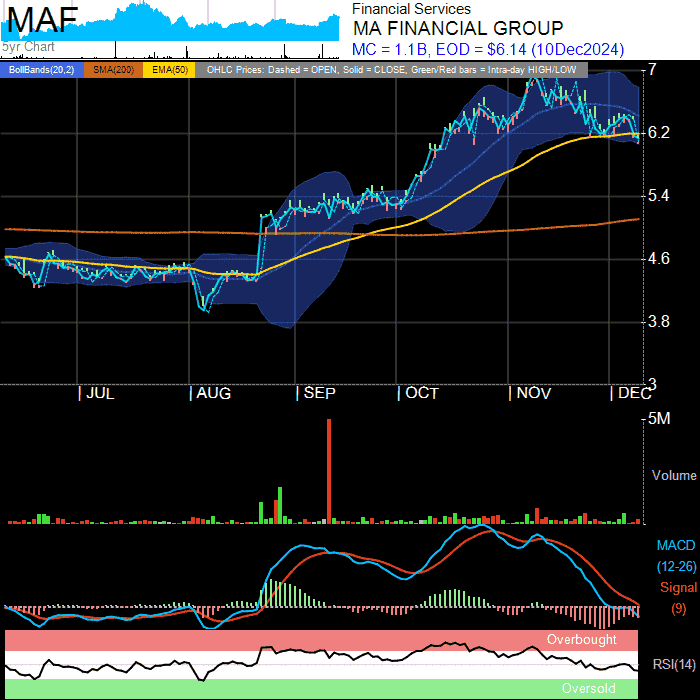 MAF
5yr Chart
Financial Services
MA FINANCIAL GROUP
MC = 1.1B, EOD = $6.14 (10Dec2024)
BollBands(20,2) SMA(200) EMA(50) OHLC Prices: Dashed = OPEN, Solid = CLOSE, Green/Red bars = Intra-day HIGH/LOW
7
6.2
5.4
4.6
3.8
3
| JUL | AUG | SEP | OCT | NOV | DEC
5M
Volume
MACD
(12-26)
Signal
(9)
Overbought
RSI(14)
Oversold